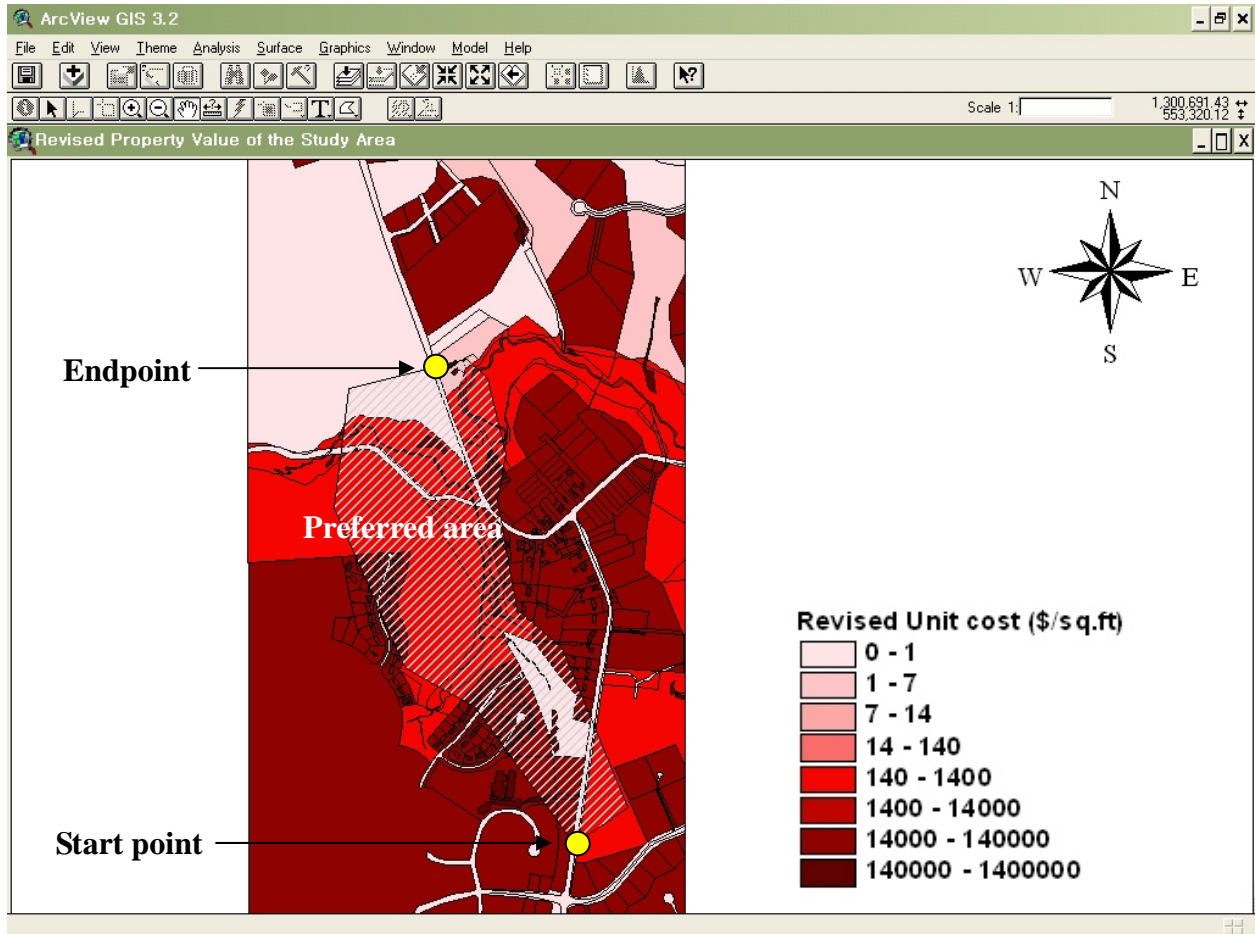 ArcView GIS 3.2
File Edit View Theme Analysis Surface Graphics Window Model Help
Scale 1:
1,300,691.43
553,320.12
Revised Property Value of the Study Area
N
W E
S
Endpoint
Preferred area
Start point
Revised Unit cost ($/sq.ft)
0 - 1
1 - 7
7 - 14
14 - 140
140 - 1400
1400 - 14000
14000 - 140000
140000 - 1400000